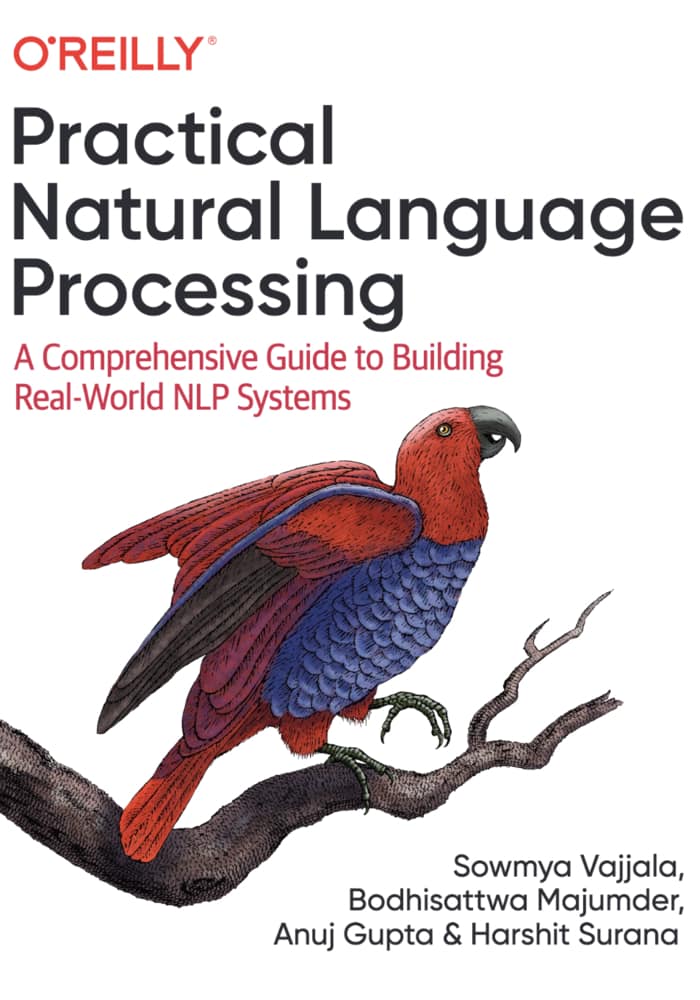 O'REILLY®
Practical
Natural Language
Processing
A Comprehensive Guide to Building
Real-World NLP Systems
Sowmya Vajjala,
Bodhisattwa Majumder,
Anuj Gupta & Harshit Surana